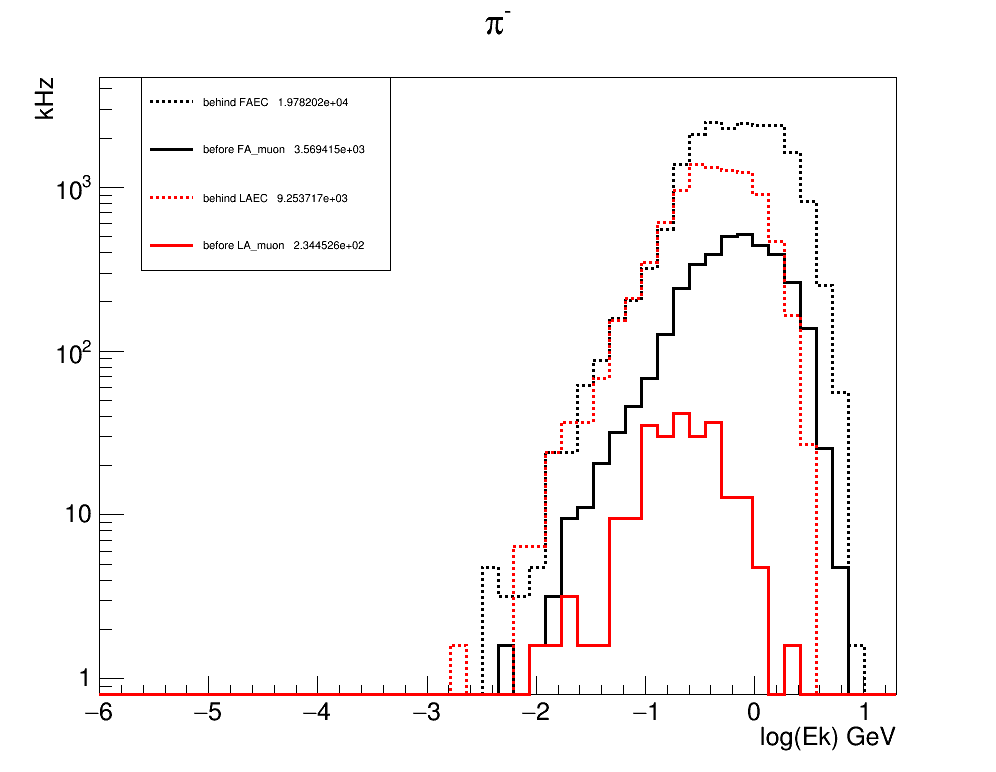 π⁻
kHz
behind FAEC 1.978202e+04
before FA_muon 3.569415e+03
behind LAEC 9.253717e+03
before LA_muon 2.344526e+02
10³
10²
10
1
−6 −5 −4 −3 −2 −1 0 1
log(Ek) GeV